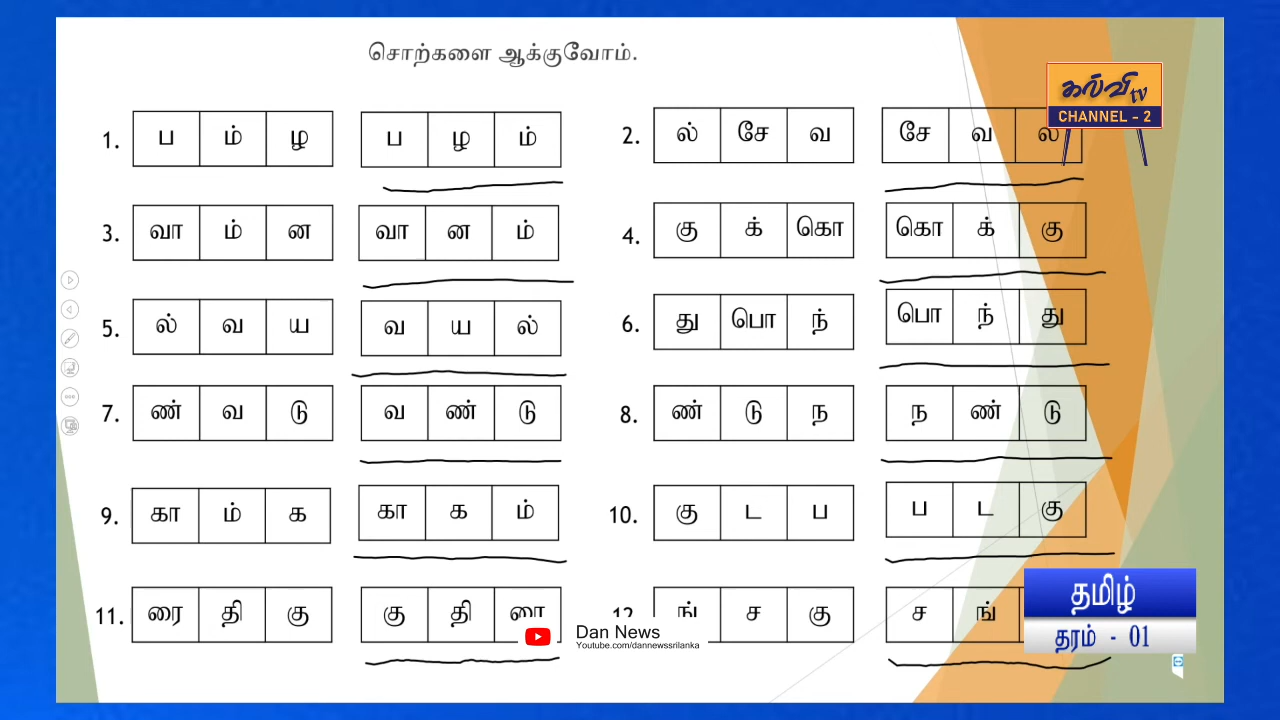 சொற்களை ஆக்குவோம்.
கல்வி tv
CHANNEL - 2
1. ப ம் ழ ப ழ ம்
2. ல் சே வ சே வ ல்
3. வா ம் ன வா ன ம்
4. கு க் கொ கொ க் கு
5. ல் வ ய வ ய ல்
6. து பொ ந் பொ ந் து
7. ண் வ டு வ ண் டு
8. ண் டு ந ந ண் டு
9. கா ம் க கா க ம்
10. கு ட ப ப ட கு
11. ரை தி கு கு தி ரை
12. ங் ச கு ச ங்
தமிழ்
தரம் - 01
Dan News
Youtube.com/dannewssrilanka